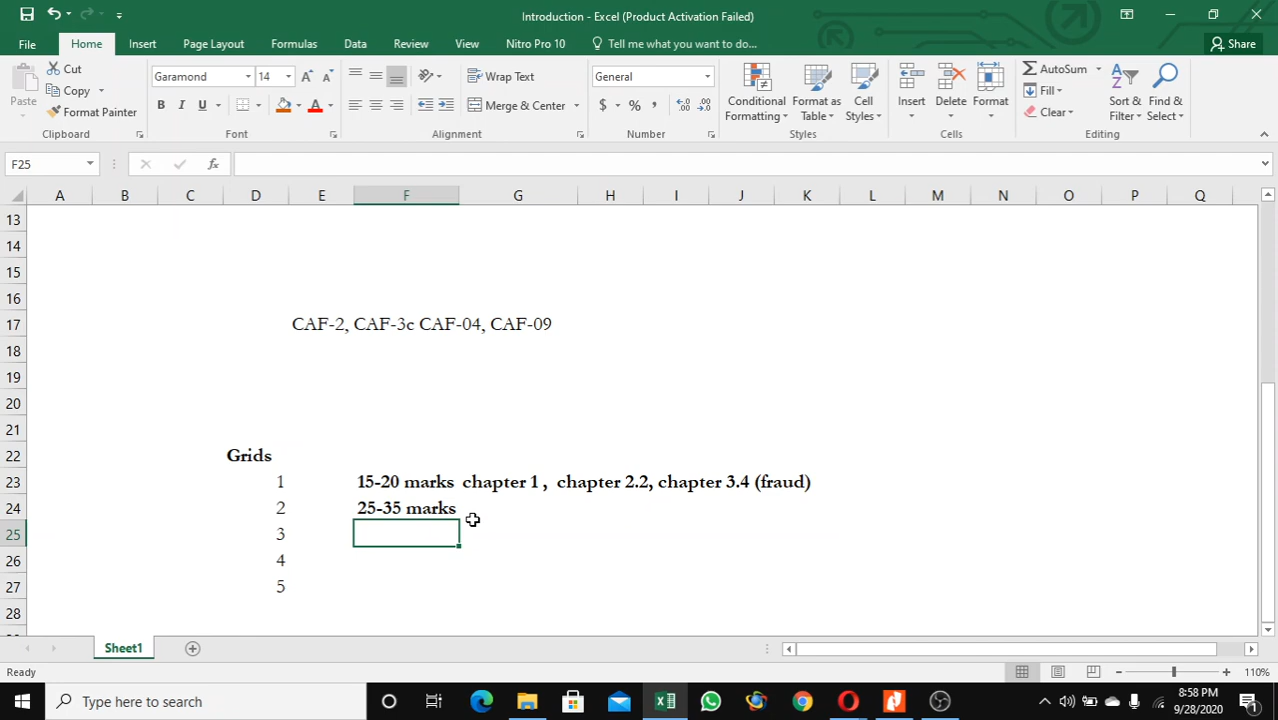 Introduction - Excel (Product Activation Failed)
File Home Insert Page Layout Formulas Data Review View Nitro Pro 10 Tell me what you want to do... Share
Paste Cut Copy Format Painter
Clipboard
Garamond 14
B I U A
Font
Wrap Text
Merge & Center
Alignment
General
$ % ,
Number
Conditional Formatting Format as Table Cell Styles
Styles
Insert Delete Format
Cells
AutoSum
Fill
Clear
Sort & Filter Find & Select
Editing
F25 fx
A B C D E F G H I J K L M N O P Q
13
14
15
16
17 CAF-2, CAF-3c CAF-04, CAF-09
18
19
20
21
22 Grids
23 1 15-20 marks chapter 1 , chapter 2.2, chapter 3.4 (fraud)
24 2 25-35 marks
25 3
26 4
27 5
28
Sheet1
Ready 110%
Type here to search
8:58 PM
9/28/2020